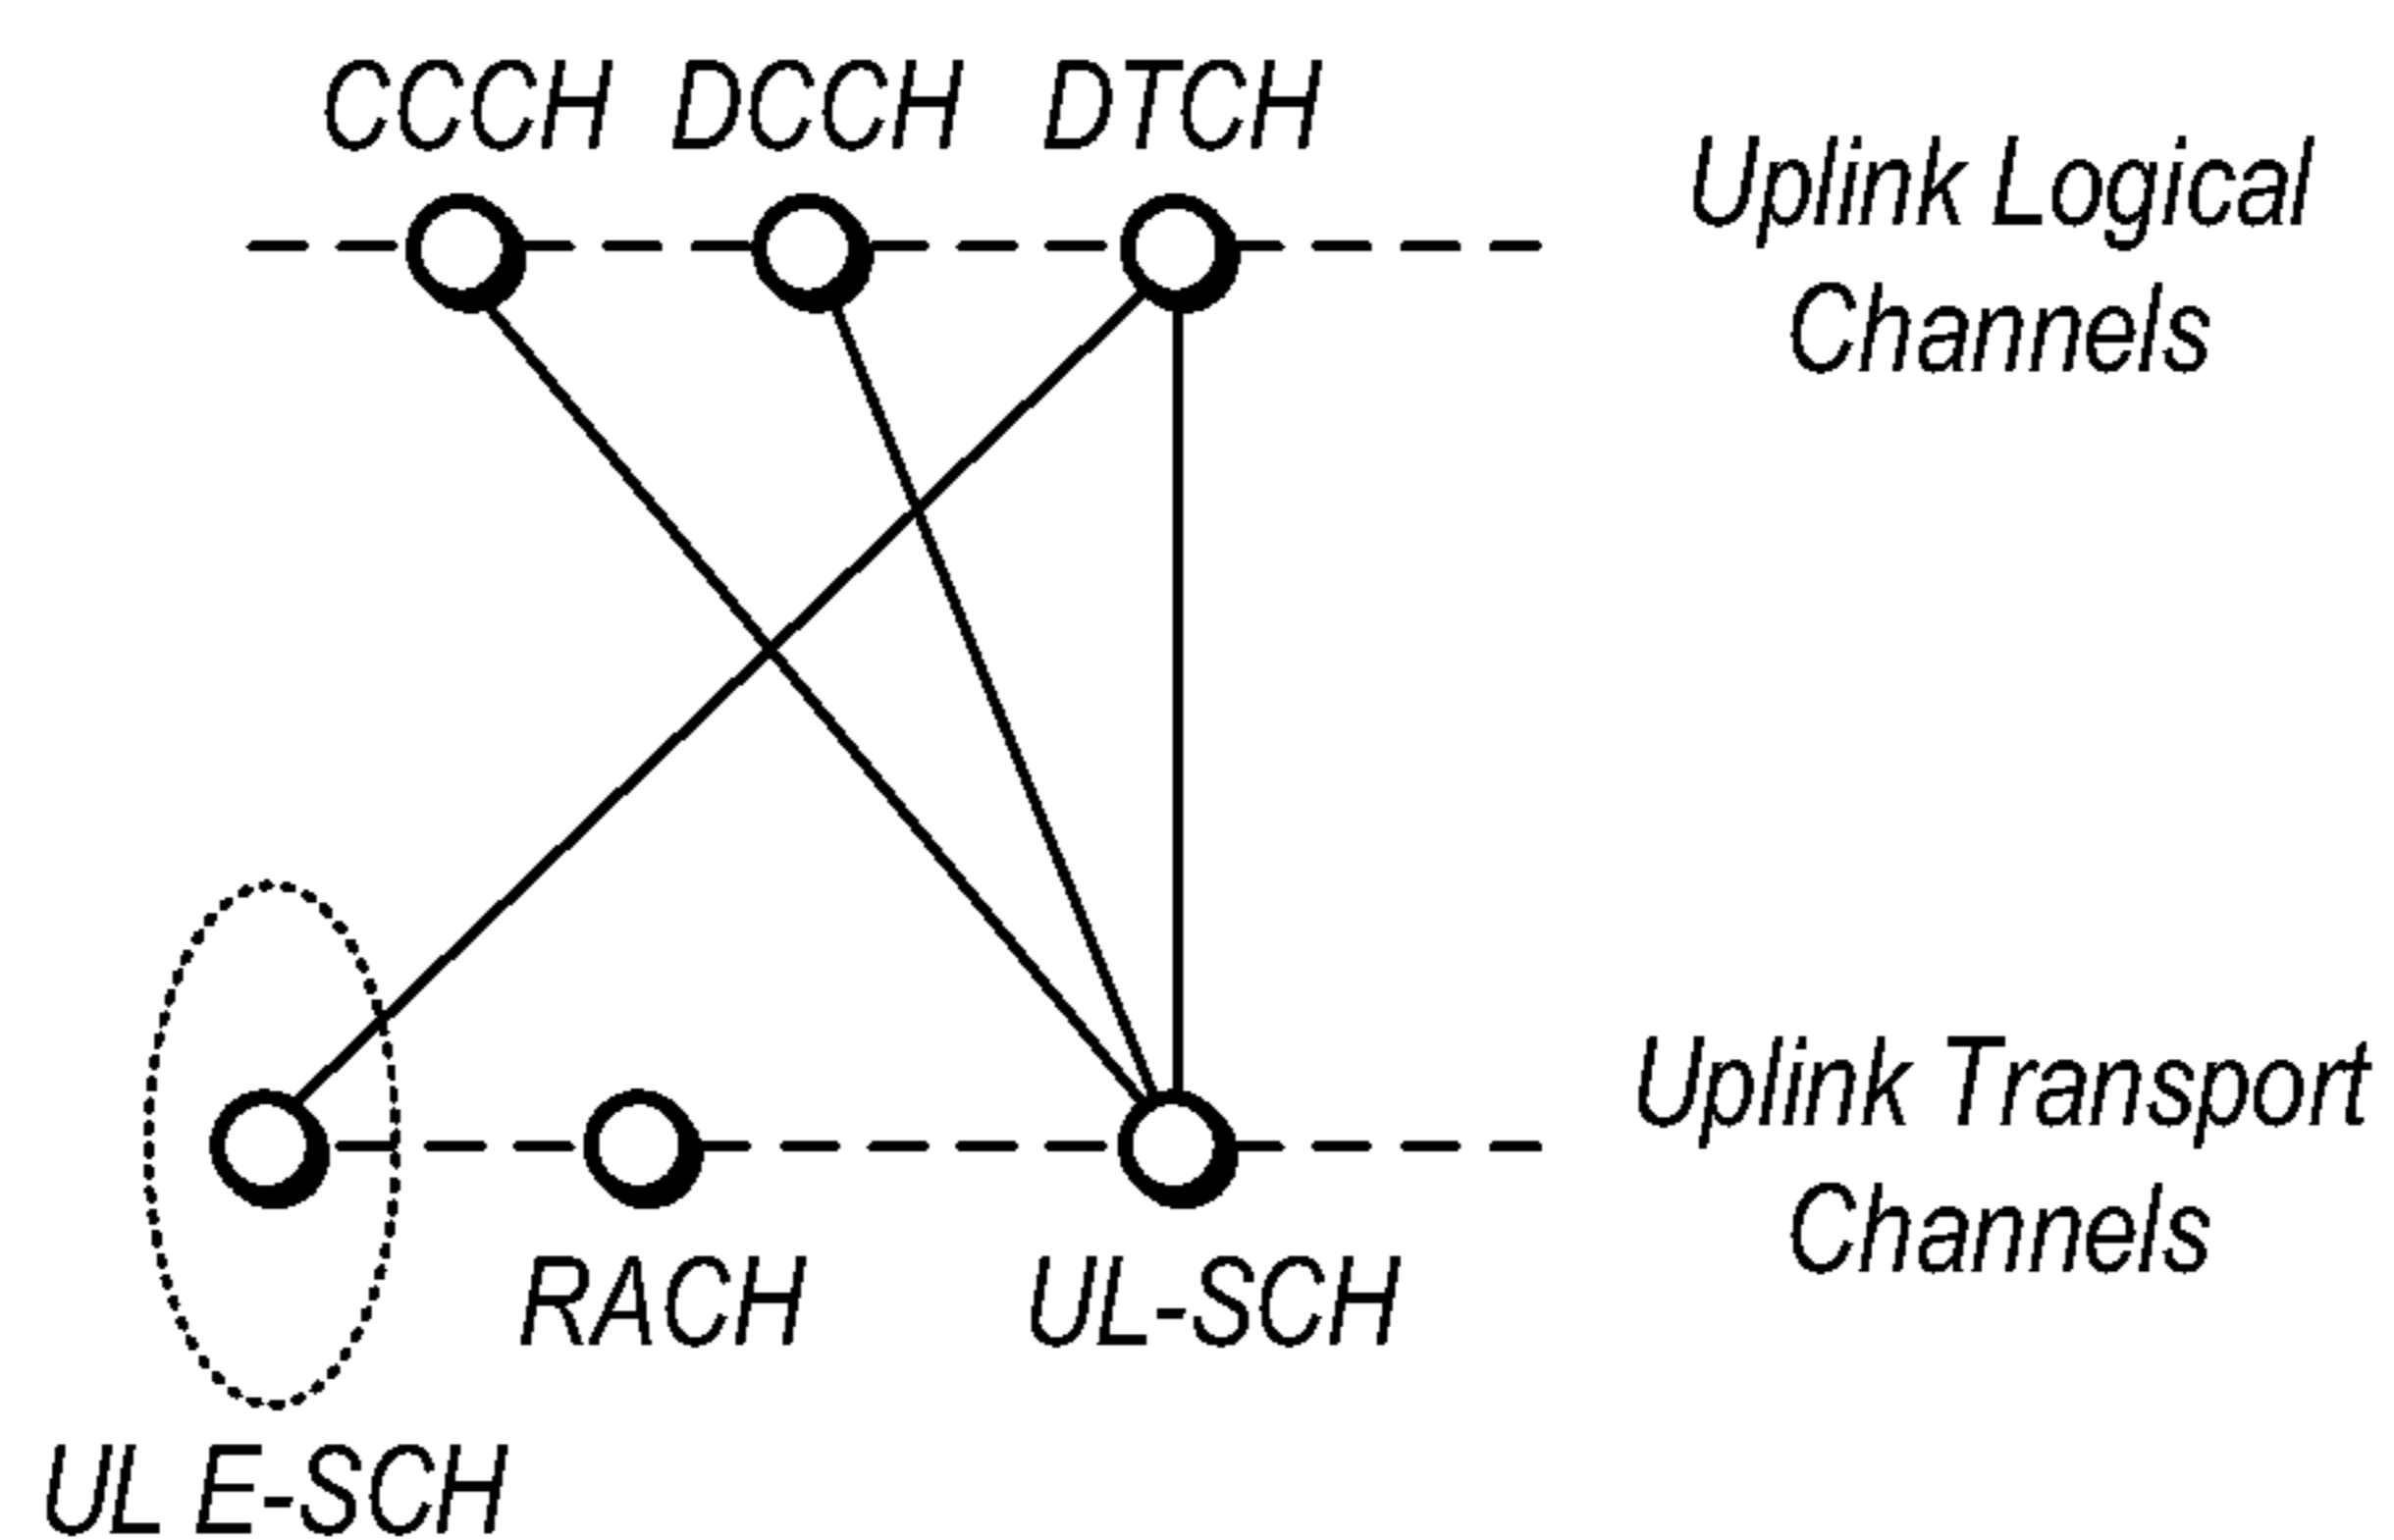 CCCH DCCH DTCH
Uplink Logical
Channels
Uplink Transport
Channels
RACH UL-SCH
UL E-SCH